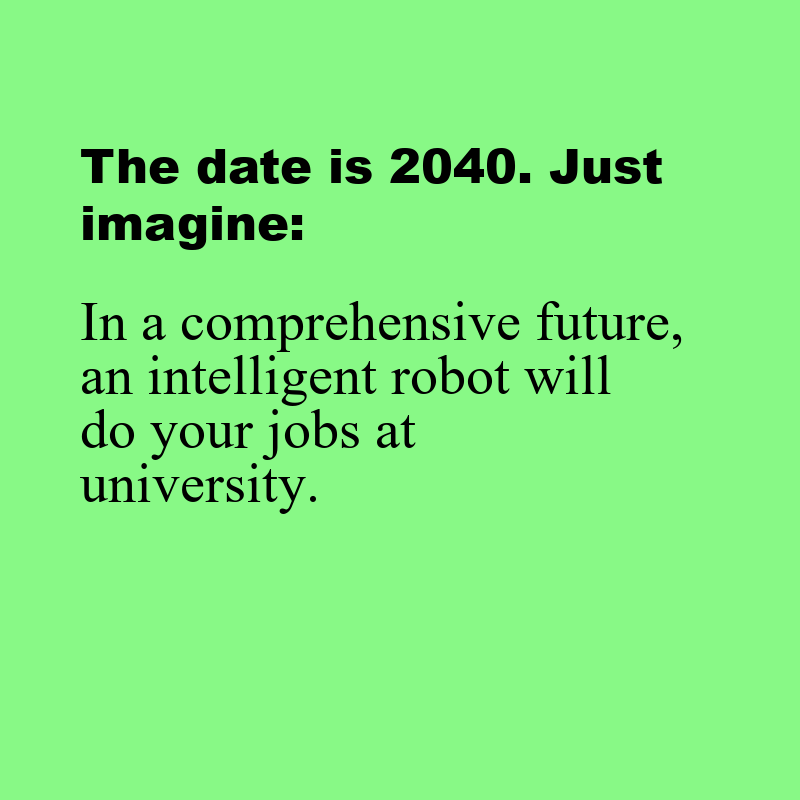 The date is 2040. Just
imagine:
In a comprehensive future,
an intelligent robot will
do your jobs at
university.